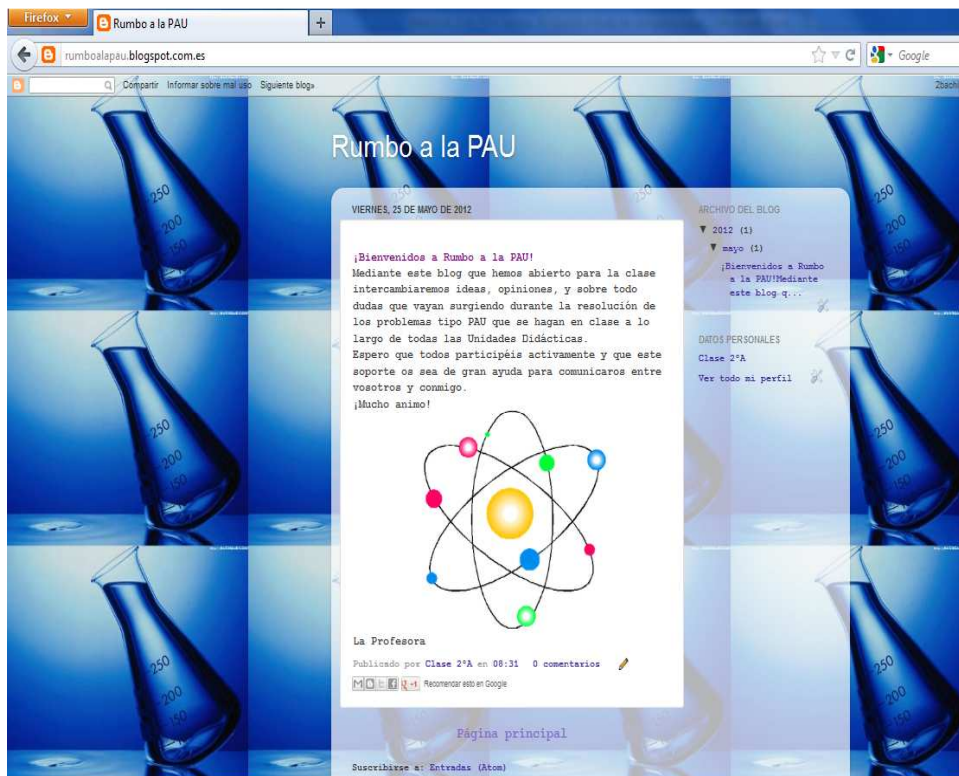 Firefox
Rumbo a la PAU
rumboalapau.blogspot.com.es
Google
Compartir Informar sobre mal uso Siguiente blog»
Rumbo a la PAU
VIERNES, 25 DE MAYO DE 2012
¡Bienvenidos a Rumbo a la PAU!
Mediante este blog que hemos abierto para la clase
intercambiaremos ideas, opiniones, y sobre todo
dudas que vayan surgiendo durante la resolución de
los problemas tipo PAU que se hagan en clase a lo
largo de todas las Unidades Didácticas.
Espero que todos participéis activamente y que este
soporte os sea de gran ayuda para comunicaros entre
vosotros y conmigo.
¡Mucho animo!
La Profesora
Publicado por Clase 2ºA en 08:31 0 comentarios
Recomendar esto en Google
Página principal
Suscribirse a: Entradas (Atom)
ARCHIVO DEL BLOG
▼ 2012 (1)
▼ mayo (1)
¡Bienvenidos a Rumbo
a la PAU!Mediante
este blog q...
DATOS PERSONALES
Clase 2ºA
Ver todo mi perfil
250
200
150